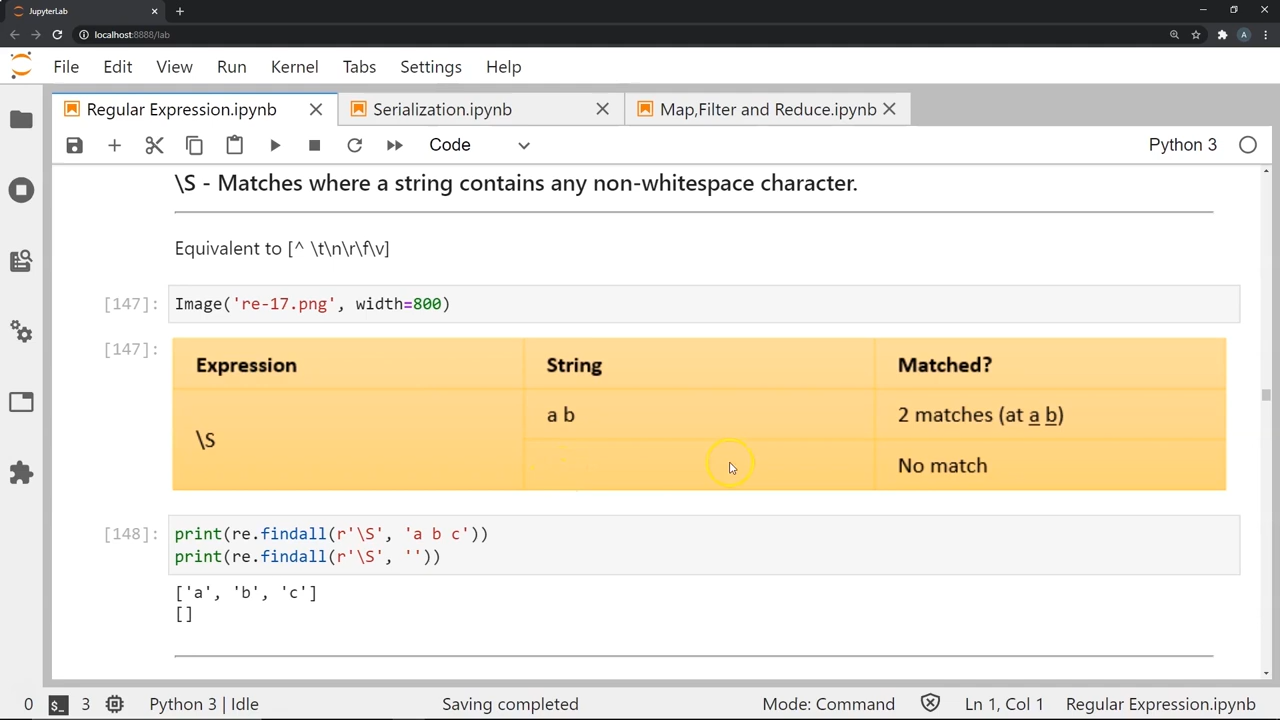 JupyterLab
localhost:8888/lab
A
File Edit View Run Kernel Tabs Settings Help
Regular Expression.ipynb Serialization.ipynb Map,Filter and Reduce.ipynb
Code Python 3
\S - Matches where a string contains any non-whitespace character.
Equivalent to [^ \t\n\r\f\v]
[147]: Image('re-17.png', width=800)
[147]:
Expression String Matched?
\S
a b 2 matches (at a b)
No match
[148]: print(re.findall(r'\S', 'a b c'))
print(re.findall(r'\S', ''))
['a', 'b', 'c']
[]
0 $_ 3 Python 3 | Idle Saving completed Mode: Command Ln 1, Col 1 Regular Expression.ipynb